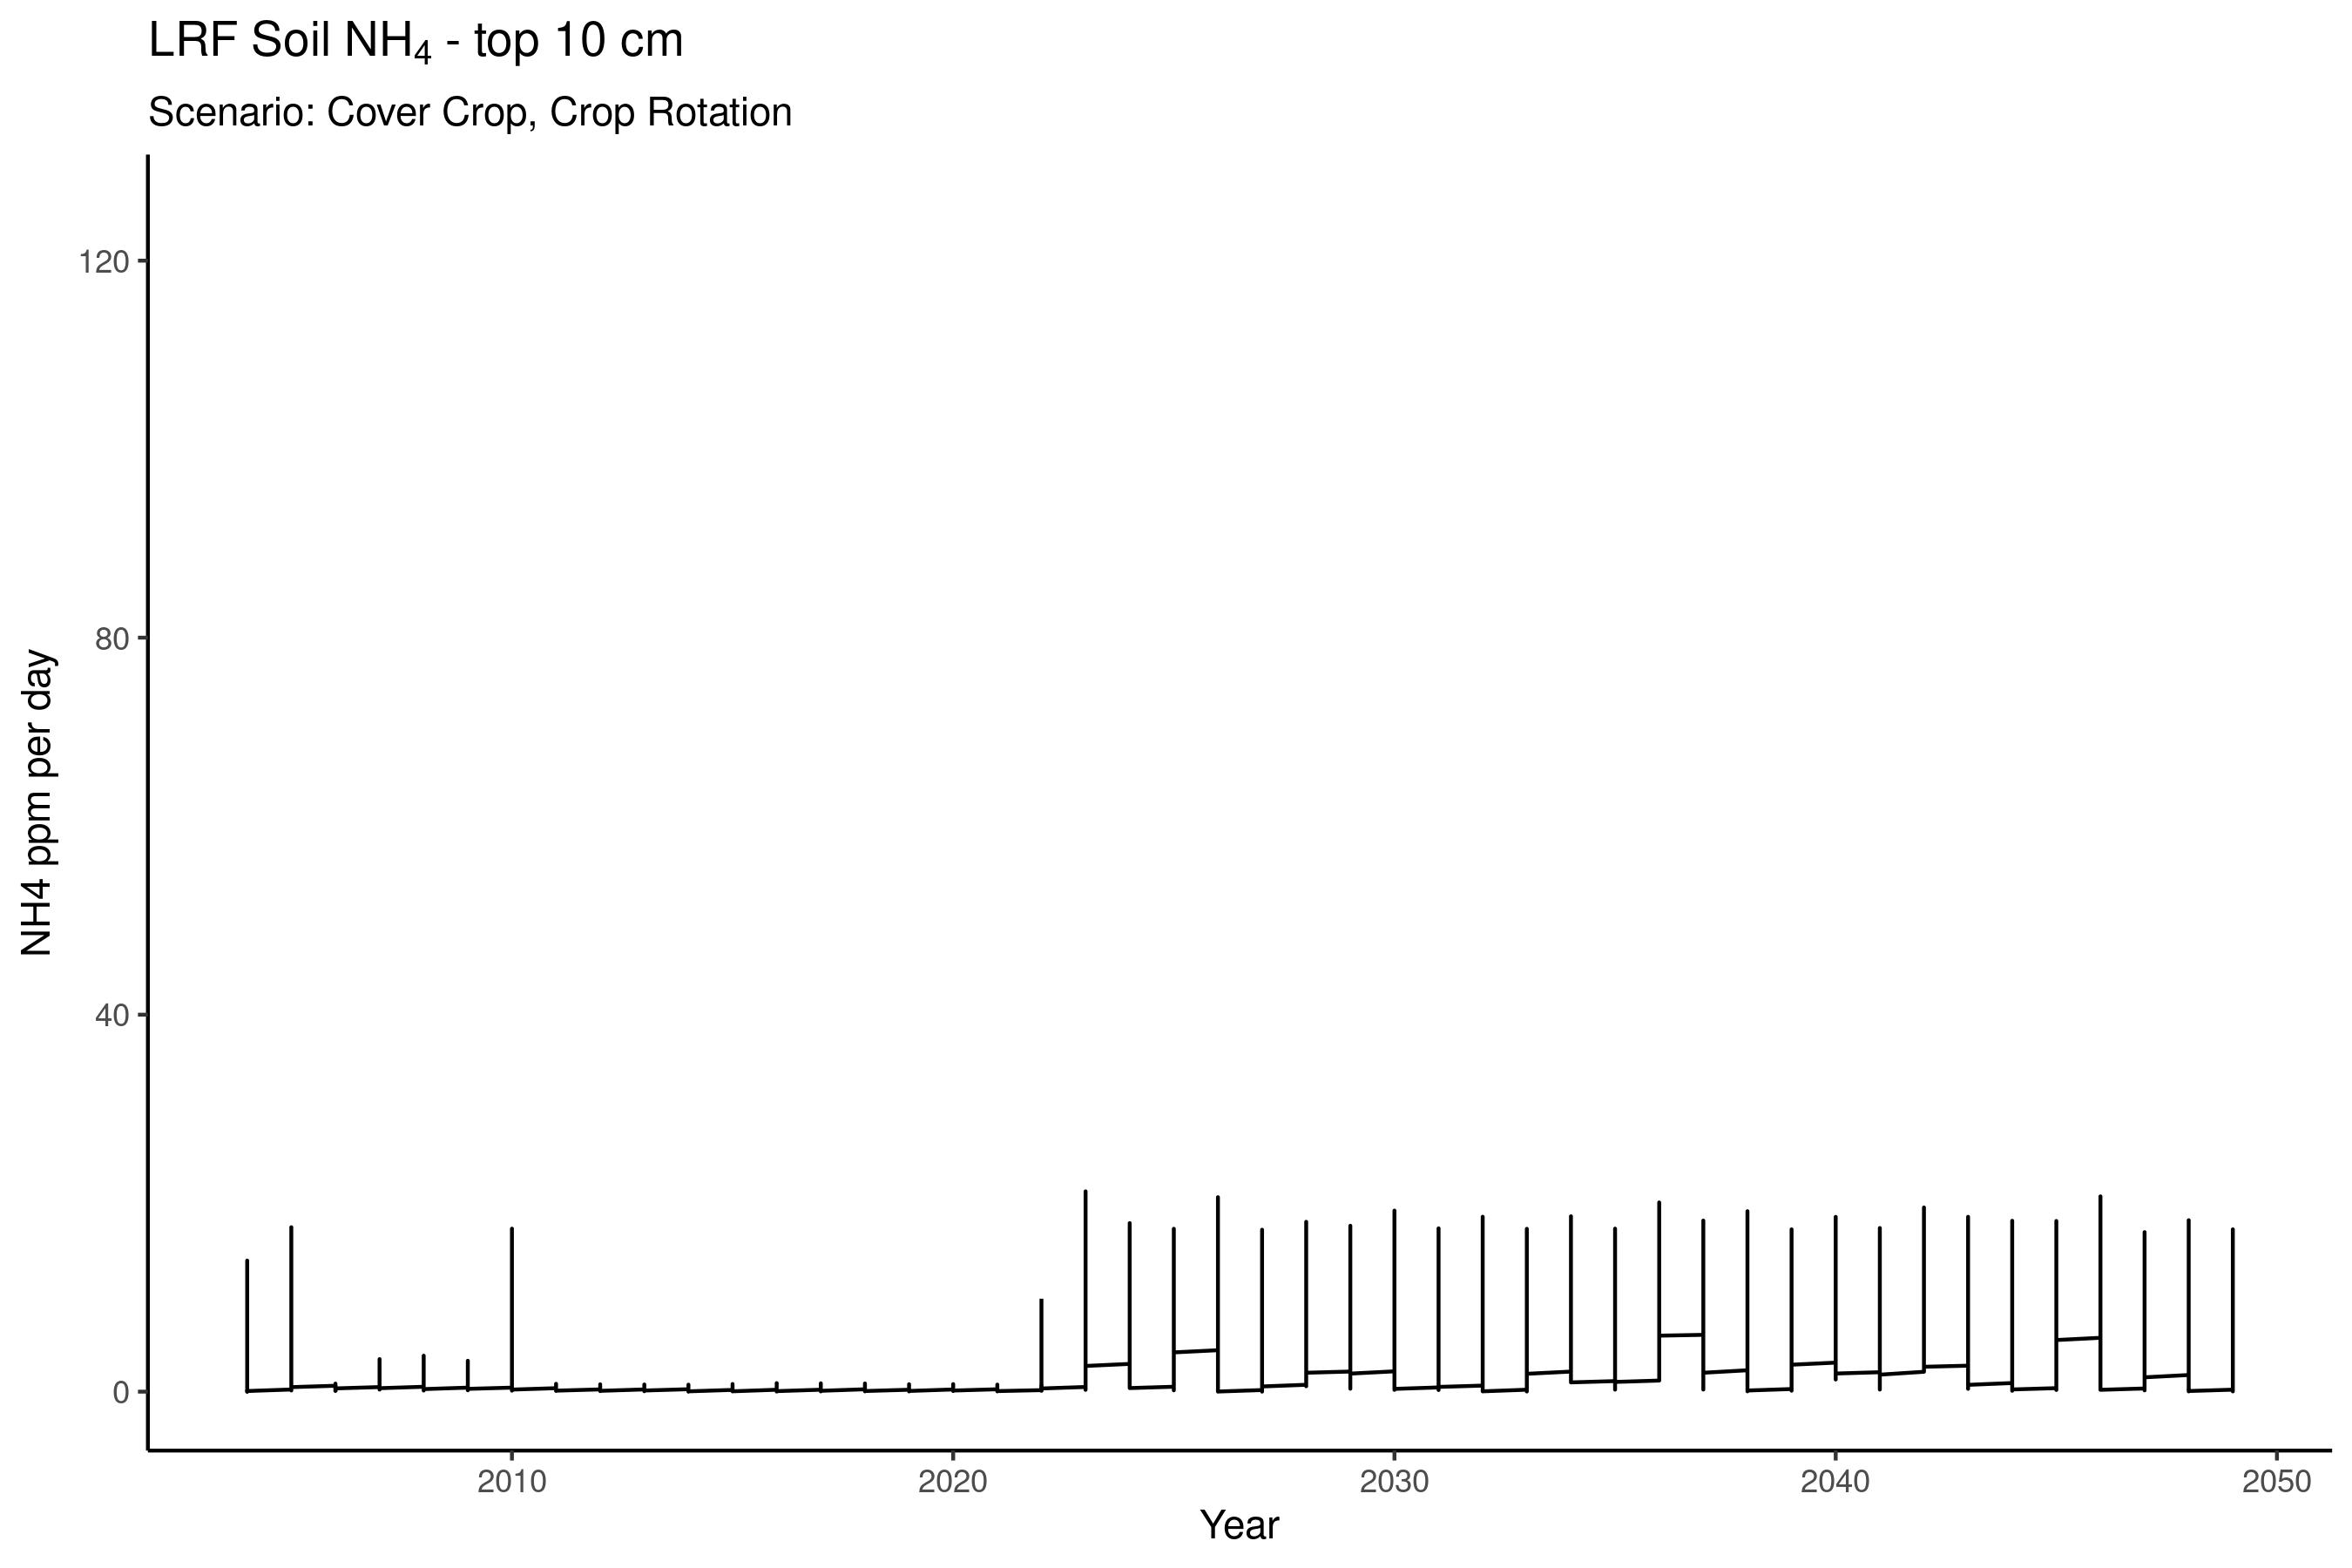 LRF Soil NH₄ - top 10 cm
Scenario: Cover Crop, Crop Rotation
NH4 ppm per day
120
80
40
0
2010 2020 2030 2040 2050
Year